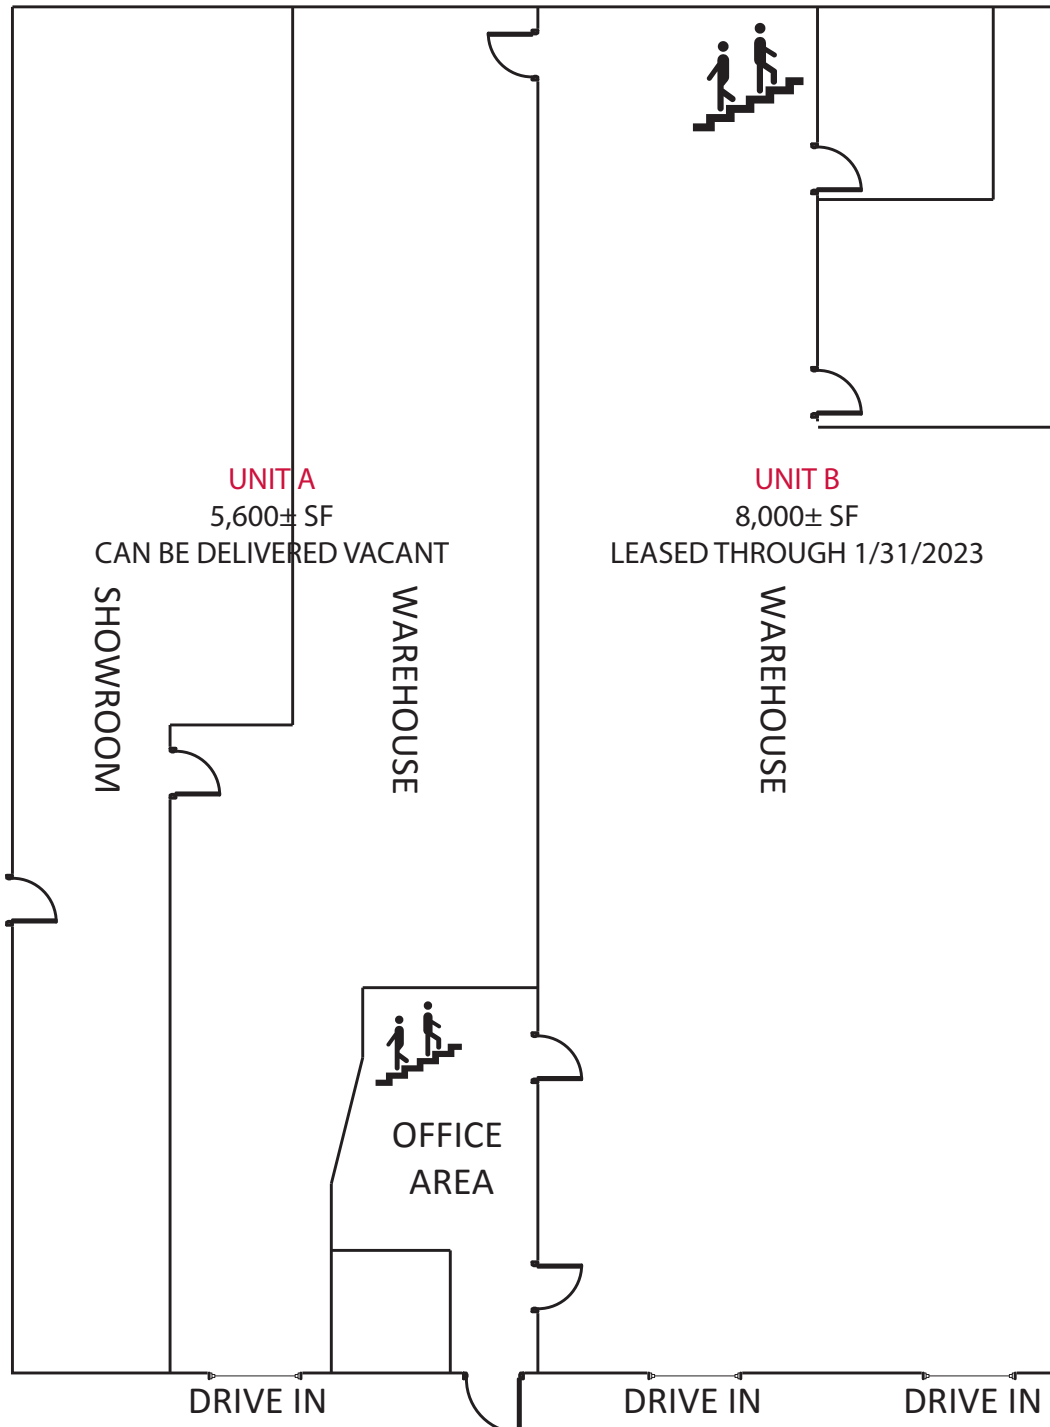 UNIT A
5,600± SF
CAN BE DELIVERED VACANT
UNIT B
8,000± SF
LEASED THROUGH 1/31/2023
SHOWROOM
WAREHOUSE
WAREHOUSE
OFFICE
AREA
DRIVE IN
DRIVE IN
DRIVE IN